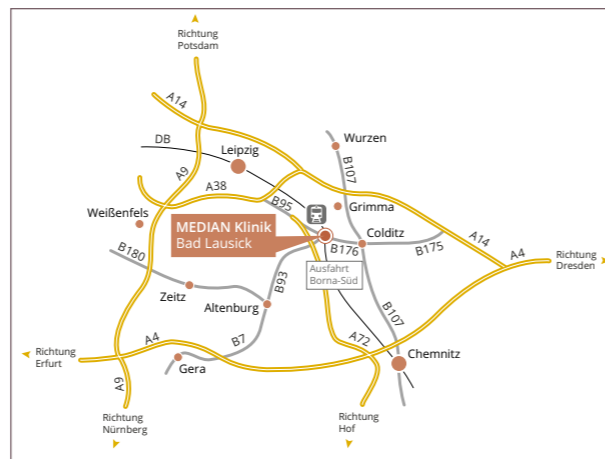 Richtung
Potsdam
A14
DB
Leipzig
Wurzen
B107
A9
A38
B95
Grimma
Weißenfels
MEDIAN Klinik
Bad Lausick
Colditz
B176
B175
A14
A4
B180
Ausfahrt
Borna-Süd
Richtung
Dresden
B93
Zeitz
Altenburg
B107
A4
B7
A72
Richtung
Erfurt
Gera
Chemnitz
A9
Richtung
Nürnberg
Richtung
Hof